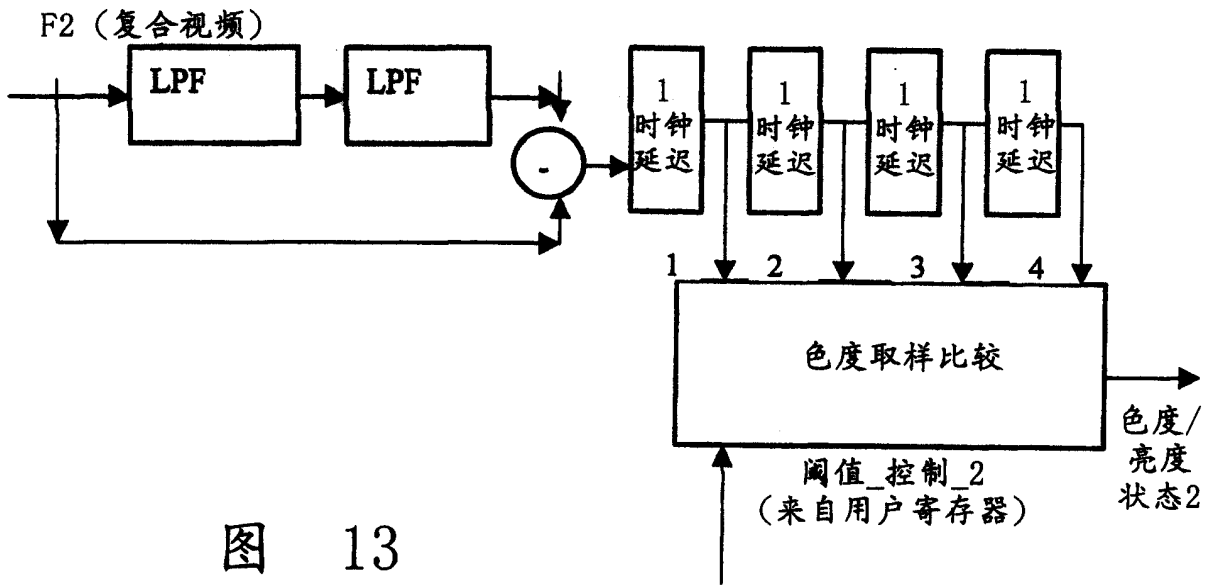 F2 (复合视频)
LPF
LPF
-
1
时钟
延迟
1
时钟
延迟
1
时钟
延迟
1
时钟
延迟
1
2
3
4
色度取样比较
色度/
亮度
状态2
阈值_控制_2
(来自用户寄存器)
图 13